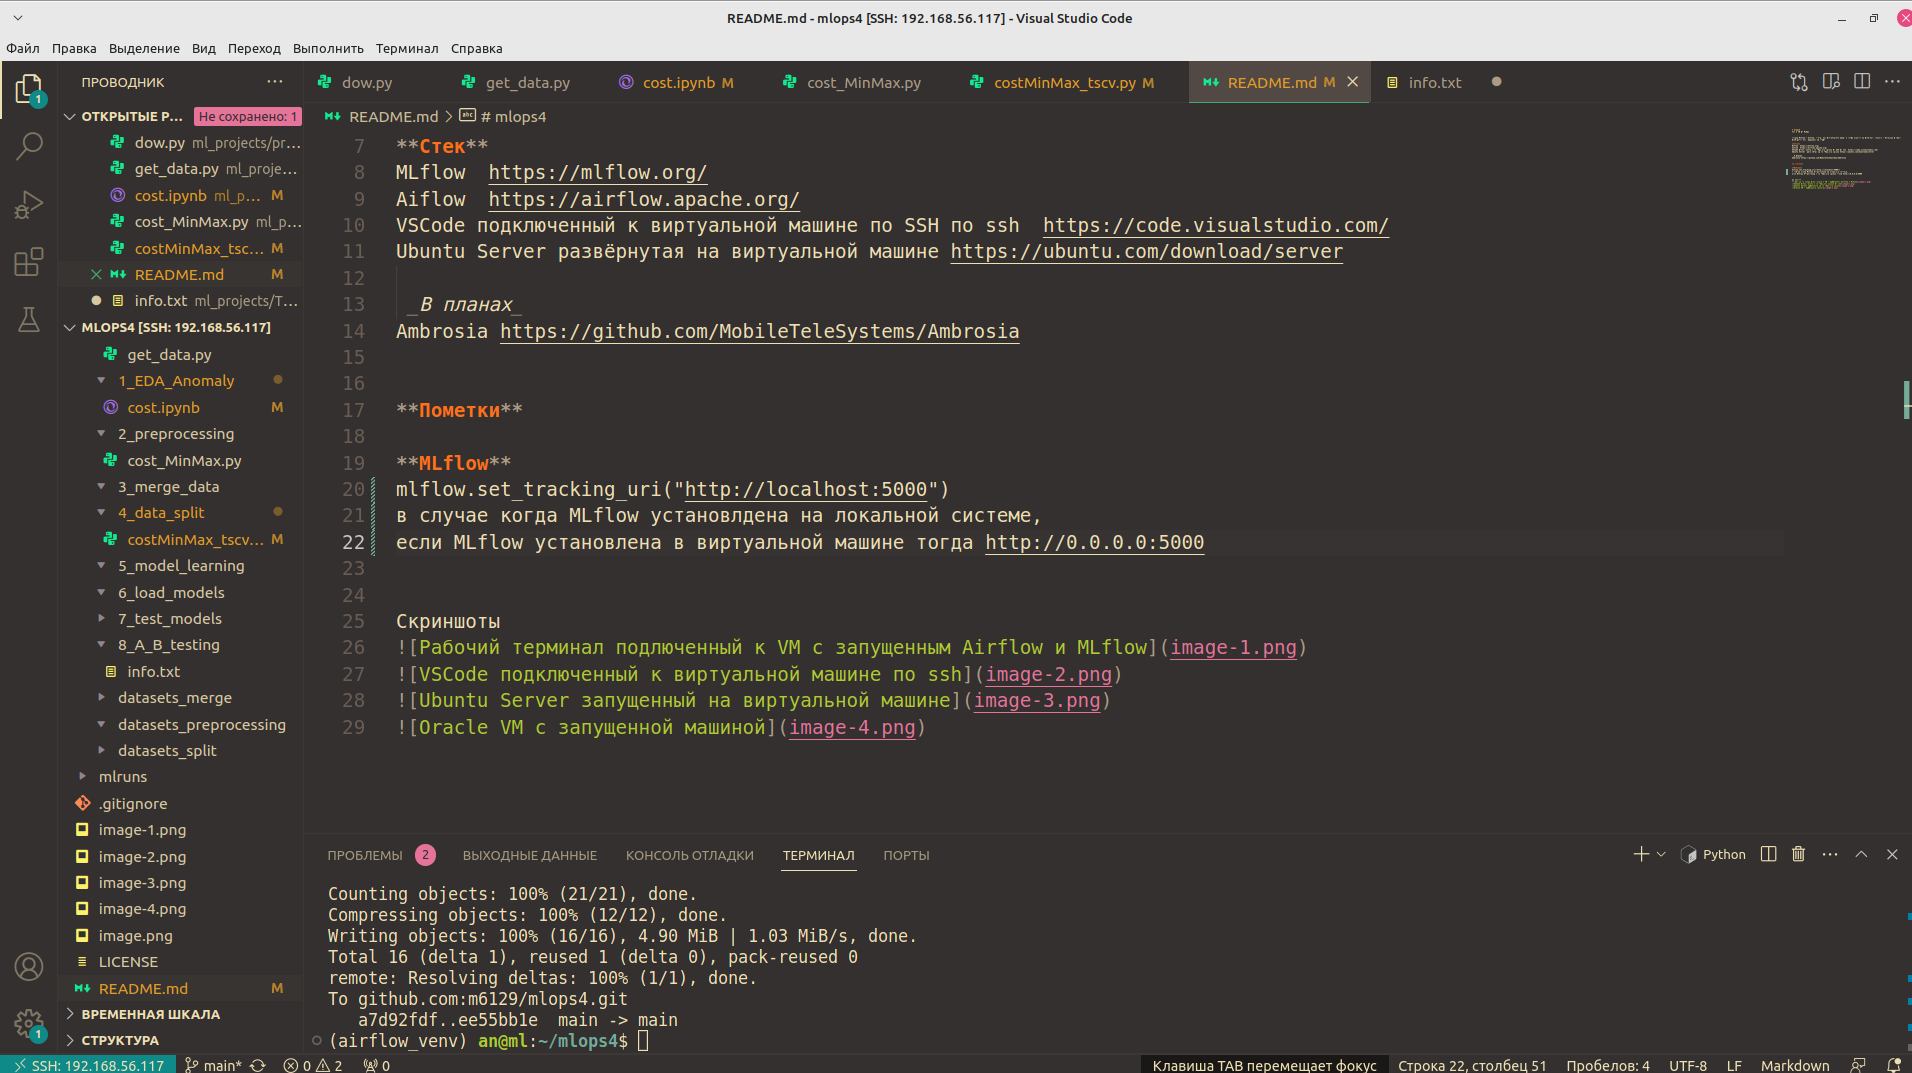 README.md - mlops4 [SSH: 192.168.56.117] - Visual Studio Code
Файл Правка Выделение Вид Переход Выполнить Терминал Справка
ПРОВОДНИК
ОТКРЫТЫЕ Р... Не сохранено: 1
dow.py ml_projects/pr...
get_data.py ml_proje...
cost.ipynb ml_p... M
cost_MinMax.py ml_p...
costMinMax_tsc... M
README.md M
info.txt ml_projects/T...
MLOPS4 [SSH: 192.168.56.117]
get_data.py
1_EDA_Anomaly
cost.ipynb M
2_preprocessing
cost_MinMax.py
3_merge_data
4_data_split
costMinMax_tscv... M
5_model_learning
6_load_models
7_test_models
8_A_B_testing
info.txt
datasets_merge
datasets_preprocessing
datasets_split
mlruns
.gitignore
image-1.png
image-2.png
image-3.png
image-4.png
image.png
LICENSE
README.md M
ВРЕМЕННАЯ ШКАЛА
СТРУКТУРА
1
1
dow.py get_data.py cost.ipynb M cost_MinMax.py costMinMax_tscv.py M README.md M info.txt
README.md > # mlops4
7 **Стек**
8 MLflow https://mlflow.org/
9 Aiflow https://airflow.apache.org/
10 VSCode подключенный к виртуальной машине по SSH по ssh https://code.visualstudio.com/
11 Ubuntu Server развёрнутая на виртуальной машине https://ubuntu.com/download/server
12
13 _В планах_
14 Ambrosia https://github.com/MobileTeleSystems/Ambrosia
15
16
17 **Пометки**
18
19 **MLflow**
20 mlflow.set_tracking_uri("http://localhost:5000")
21 в случае когда MLflow установлдена на локальной системе,
22 если MLflow установлена в виртуальной машине тогда http://0.0.0.0:5000
23
24
25 Скриншоты
26 ![Рабочий терминал подлюченный к VM с запущенным Airflow и MLflow](image-1.png)
27 ![VSCode подключенный к виртуальной машине по ssh](image-2.png)
28 ![Ubuntu Server запущенный на виртуальной машине](image-3.png)
29 ![Oracle VM с запущенной машиной](image-4.png)
ПРОБЛЕМЫ 2 ВЫХОДНЫЕ ДАННЫЕ КОНСОЛЬ ОТЛАДКИ ТЕРМИНАЛ ПОРТЫ Python
Counting objects: 100% (21/21), done.
Compressing objects: 100% (12/12), done.
Writing objects: 100% (16/16), 4.90 MiB | 1.03 MiB/s, done.
Total 16 (delta 1), reused 1 (delta 0), pack-reused 0
remote: Resolving deltas: 100% (1/1), done.
To github.com:m6129/mlops4.git
a7d92fdf..ee55bb1e main -> main
(airflow_venv) an@ml:~/mlops4$
SSH: 192.168.56.117 main* 0 2 0 Клавиша TAB перемещает фокус Строка 22, столбец 51 Пробелов: 4 UTF-8 LF Markdown